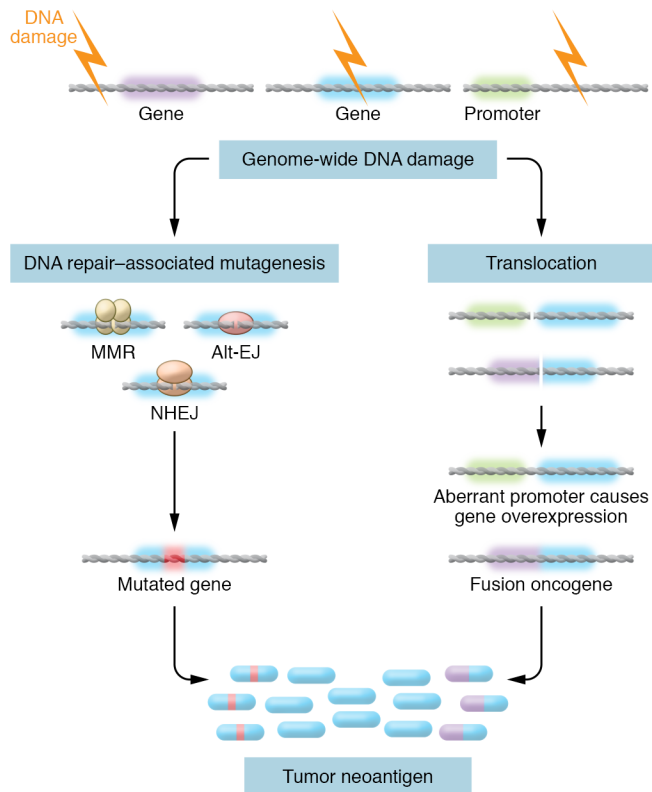 DNA
damage
Gene
Gene
Promoter
Genome-wide DNA damage
DNA repair–associated mutagenesis
Translocation
MMR
Alt-EJ
NHEJ
Aberrant promoter causes
gene overexpression
Mutated gene
Fusion oncogene
Tumor neoantigen